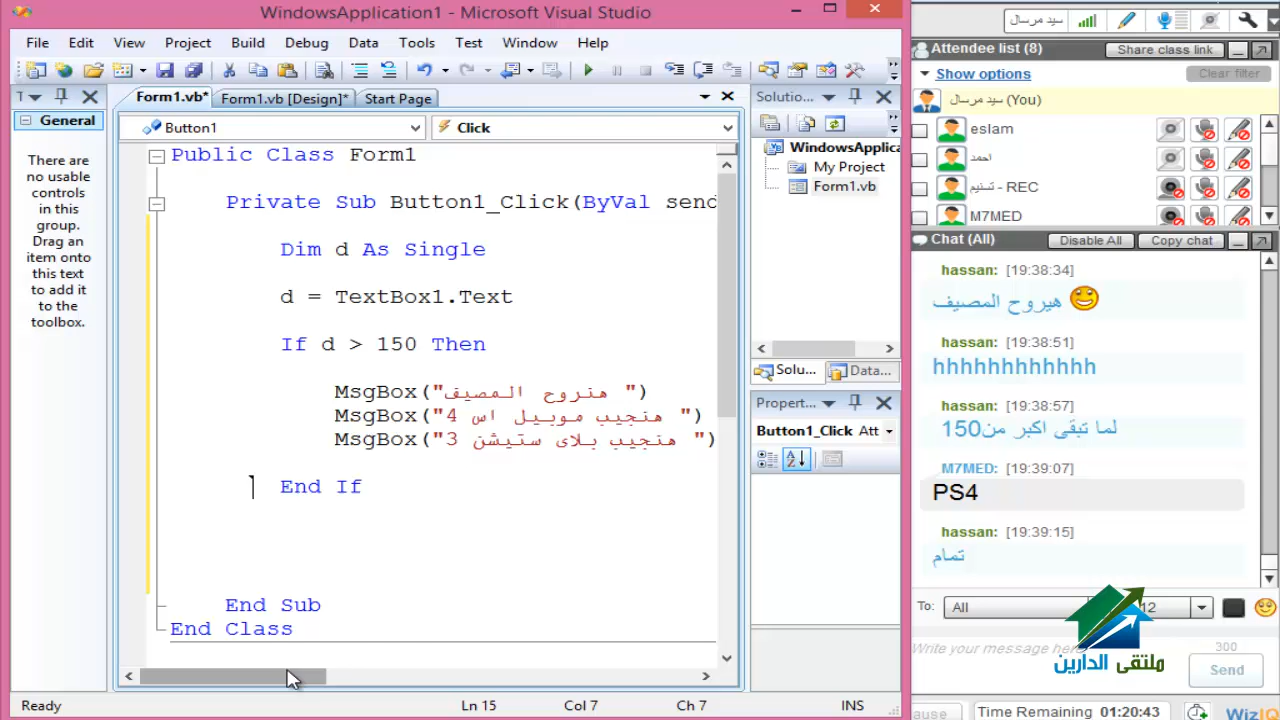 WindowsApplication1 - Microsoft Visual Studio
File Edit View Project Build Debug Data Tools Test Window Help
T
General
There are
no usable
controls
in this
group.
Drag an
item onto
this text
to add it
to the
toolbox.
Form1.vb* Form1.vb [Design]* Start Page
Button1 Click
Public Class Form1
Private Sub Button1_Click(ByVal send
Dim d As Single
d = TextBox1.Text
If d > 150 Then
MsgBox("هنروح المصيف ")
MsgBox("هنجيب موبيل اس 4 ")
MsgBox("هنجيب بلاى ستيشن 3 ")
End If
End Sub
End Class
Solutio...
WindowsApplica
My Project
Form1.vb
Solu... Data...
Propert...
Button1_Click Att
Ready Ln 15 Col 7 Ch 7 INS
سيد مرسال
Attendee list (8) Share class link
Show options Clear filter
سيد مرسال (You)
eslam
احمد
تسنيم - REC
M7MED
Chat (All) Disable All Copy chat
hassan: [19:38:34]
هيروح المصيف
hassan: [19:38:51]
hhhhhhhhhhhh
hassan: [19:38:57]
لما تبقى اكبر من150
M7MED: [19:39:07]
PS4
hassan: [19:39:15]
تمام
To: All 12
Write your message here
300
Send
ملتقى الدارين
ause Time Remaining 01:20:43 WizIQ